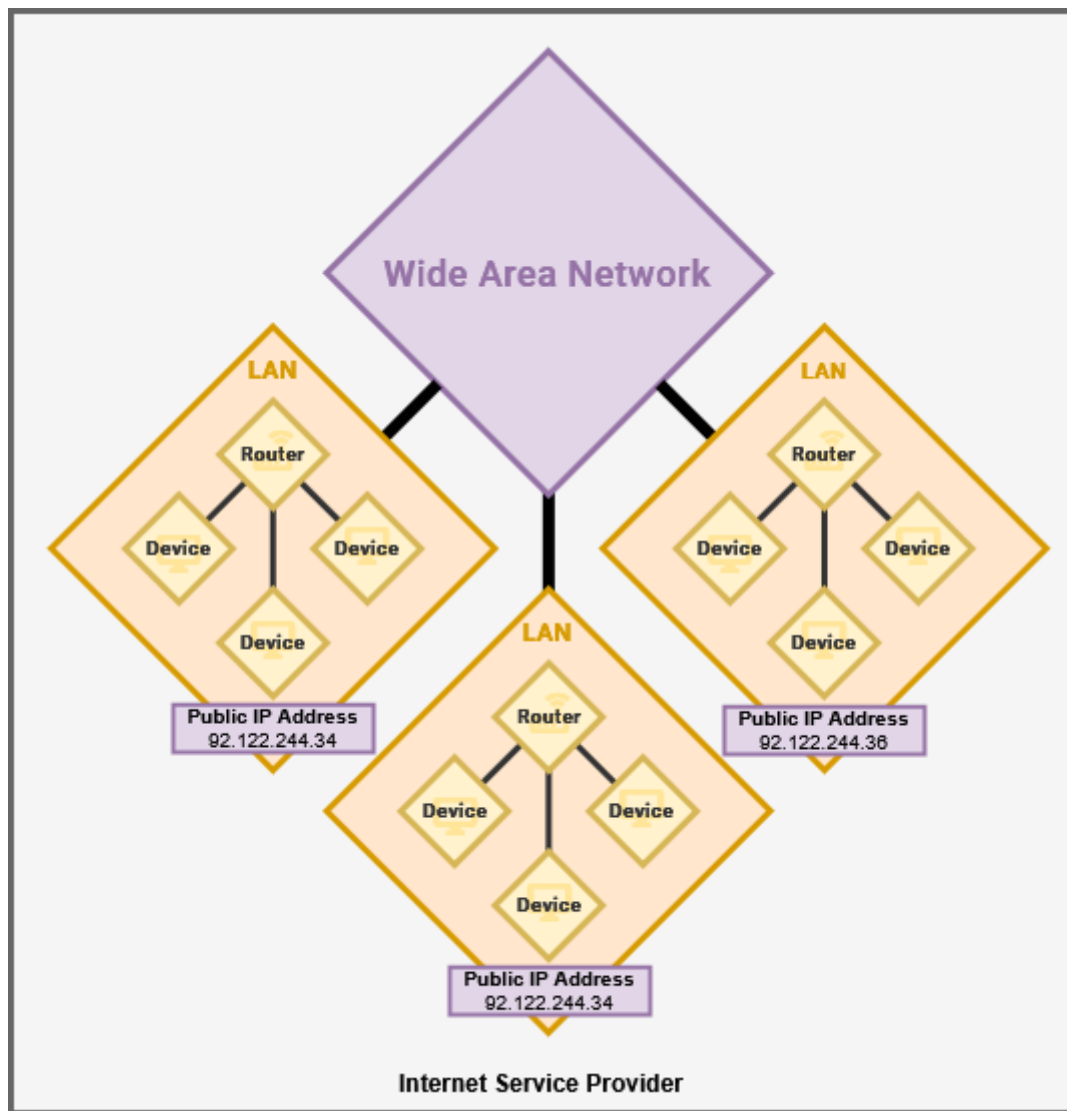 Wide Area Network
LAN
Router
Device
Device
Device
Public IP Address
92.122.244.34
LAN
Router
Device
Device
Device
Public IP Address
92.122.244.34
LAN
Router
Device
Device
Device
Public IP Address
92.122.244.36
Internet Service Provider